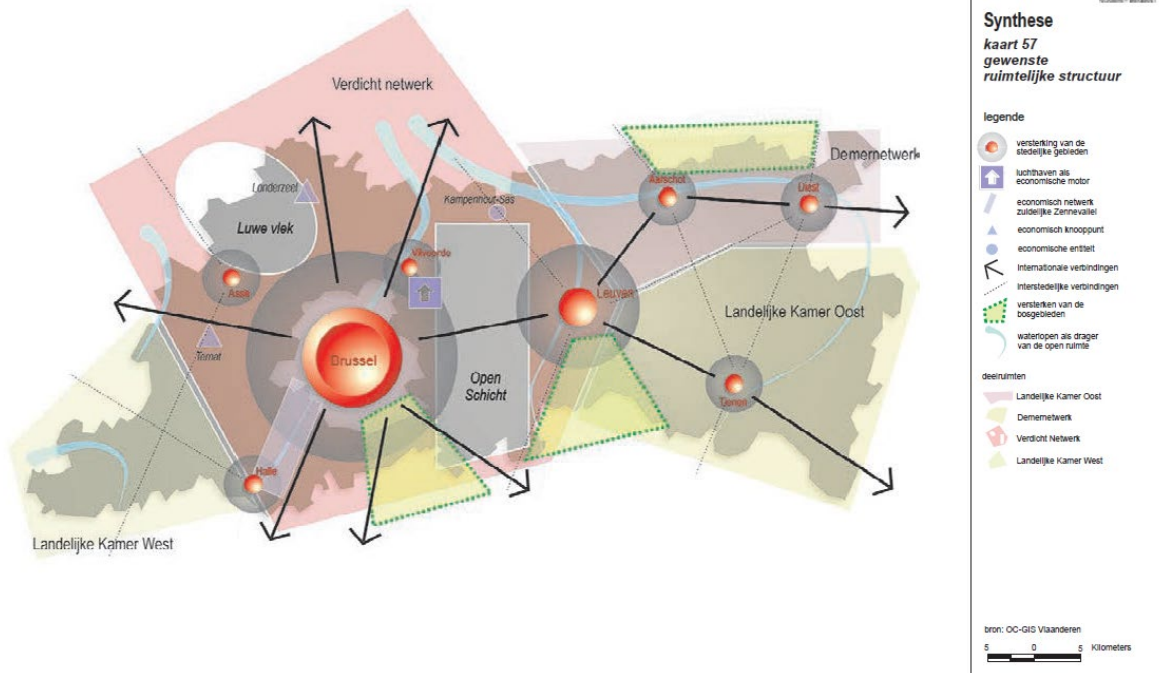 Verdicht netwerk
Demernetwerk
Aarschot
Diest
Londerzeel
Kampenhout-Sas
Luwe vlek
Vilvoorde
Asse
Leuven
Landelijke Kamer Oost
Ternat
Brussel
Open
Schicht
Tienen
Halle
Landelijke Kamer West
Synthese
kaart 57
gewenste
ruimtelijke structuur
legende
versterking van de
stedelijke gebieden
luchthaven als
economische motor
economisch netwerk
zuidelijke Zennevallei
economisch knooppunt
economische entiteit
internationale verbindingen
interstedelijke verbindingen
versterken van de
bosgebieden
waterlopen als drager
van de open ruimte
deelruimten
Landelijke Kamer Oost
Demernetwerk
Verdicht Netwerk
Landelijke Kamer West
bron: OC-GIS Vlaanderen
5 0 5 Kilometers